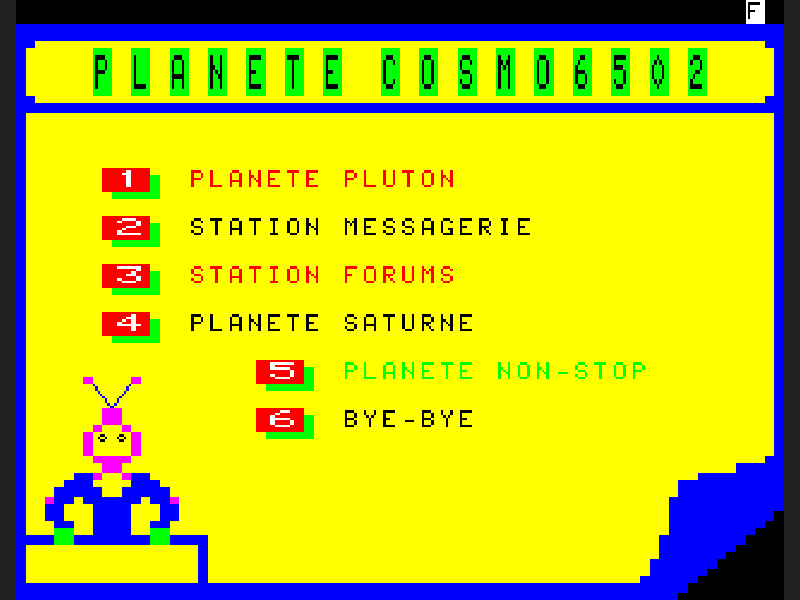 F
PLANETE COSMO6502
1 PLANETE PLUTON
2 STATION MESSAGERIE
3 STATION FORUMS
4 PLANETE SATURNE
5 PLANETE NON-STOP
6 BYE-BYE